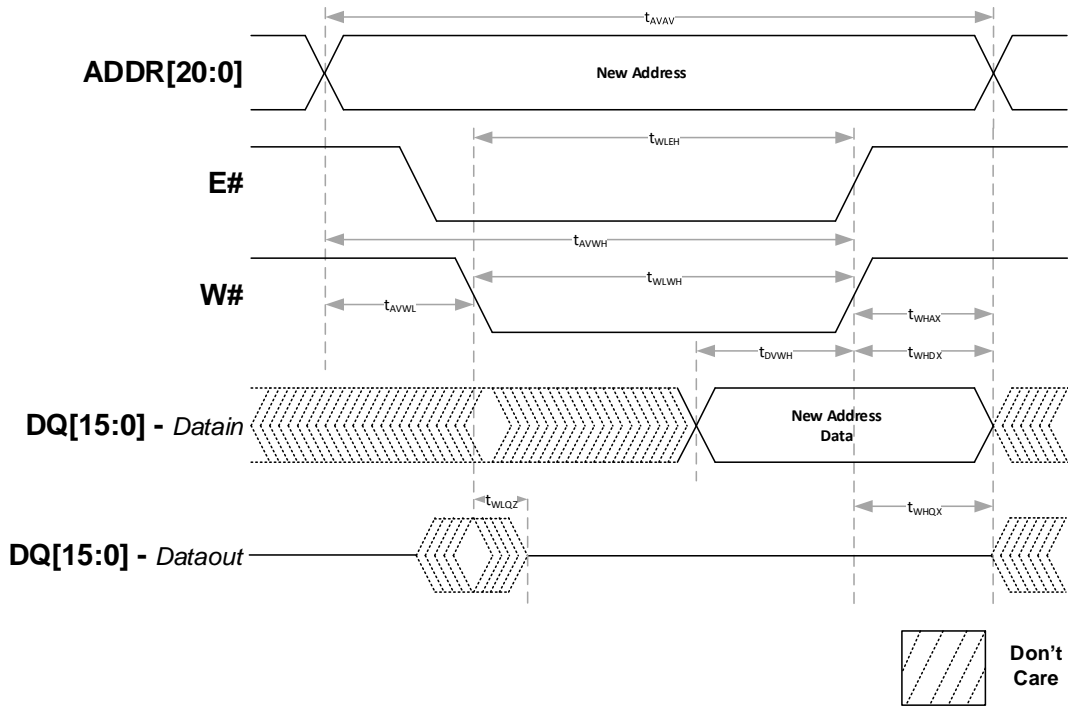 tAVAV
ADDR[20:0]
New Address
tWLEH
E#
tAVWH
W#
tWLWH
tAVWL
tWHAX
tDVWH
tWHDX
DQ[15:0] - Datain
New Address
Data
tWLQZ
tWHQX
DQ[15:0] - Dataout
Don't
Care